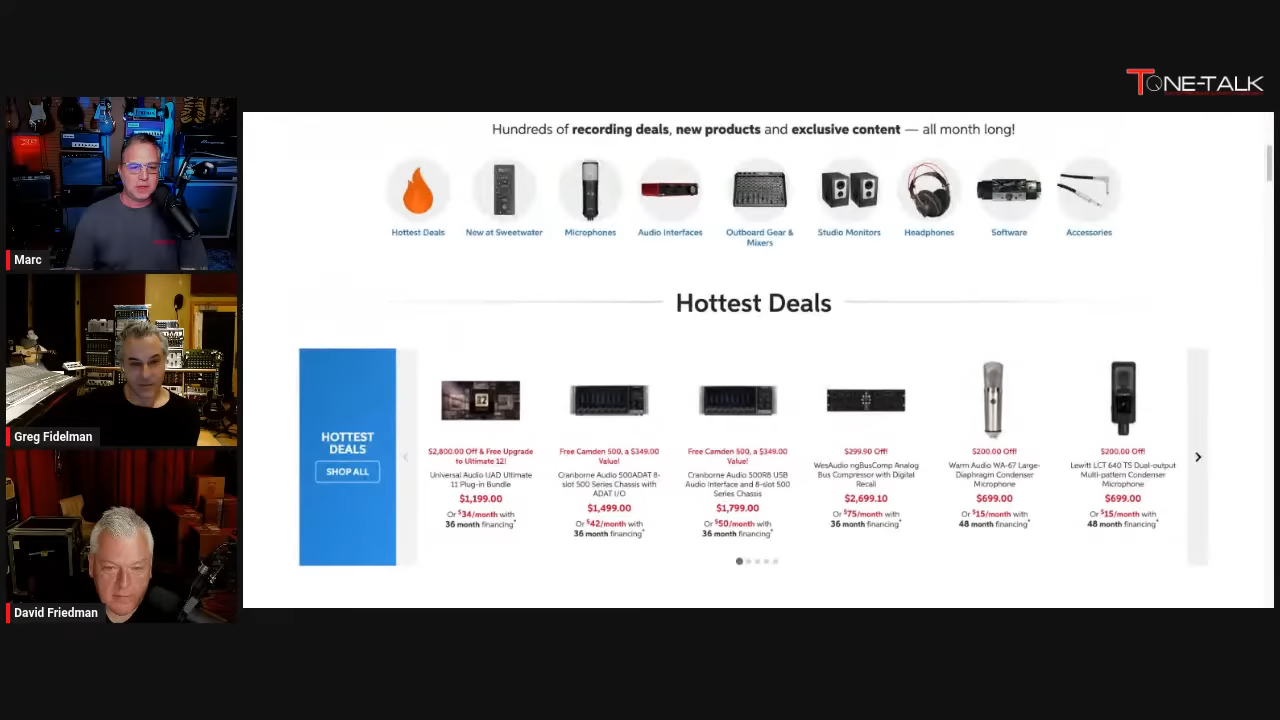 TONE-TALK
Marc
Greg Fidelman
David Friedman
Hundreds of recording deals, new products and exclusive content — all month long!
Hottest Deals
New at Sweetwater
Microphones
Audio Interfaces
Outboard Gear &
Mixers
Studio Monitors
Headphones
Software
Accessories
Hottest Deals
HOTTEST
DEALS
SHOP ALL
$2,800.00 Off & Free Upgrade
to Ultimate 12!
Universal Audio UAD Ultimate
11 Plug-in Bundle
$1,199.00
Or $34/month with
36 month financing*
Free Camden 500, a $349.00
Value!
Cranborne Audio 500ADAT 8-
slot 500 Series Chassis with
ADAT I/O
$1,499.00
Or $42/month with
36 month financing*
Free Camden 500, a $349.00
Value!
Cranborne Audio 500R8 USB
Audio Interface and 8-slot 500
Series Chassis
$1,799.00
Or $50/month with
36 month financing*
$299.90 Off!
WesAudio ngBusComp Analog
Bus Compressor with Digital
Recall
$2,699.10
Or $75/month with
36 month financing*
$200.00 Off!
Warm Audio WA-67 Large-
Diaphragm Condenser
Microphone
$699.00
Or $15/month with
48 month financing*
$200.00 Off!
Lewitt LCT 640 TS Dual-output
Multi-pattern Condenser
Microphone
$699.00
Or $15/month with
48 month financing*